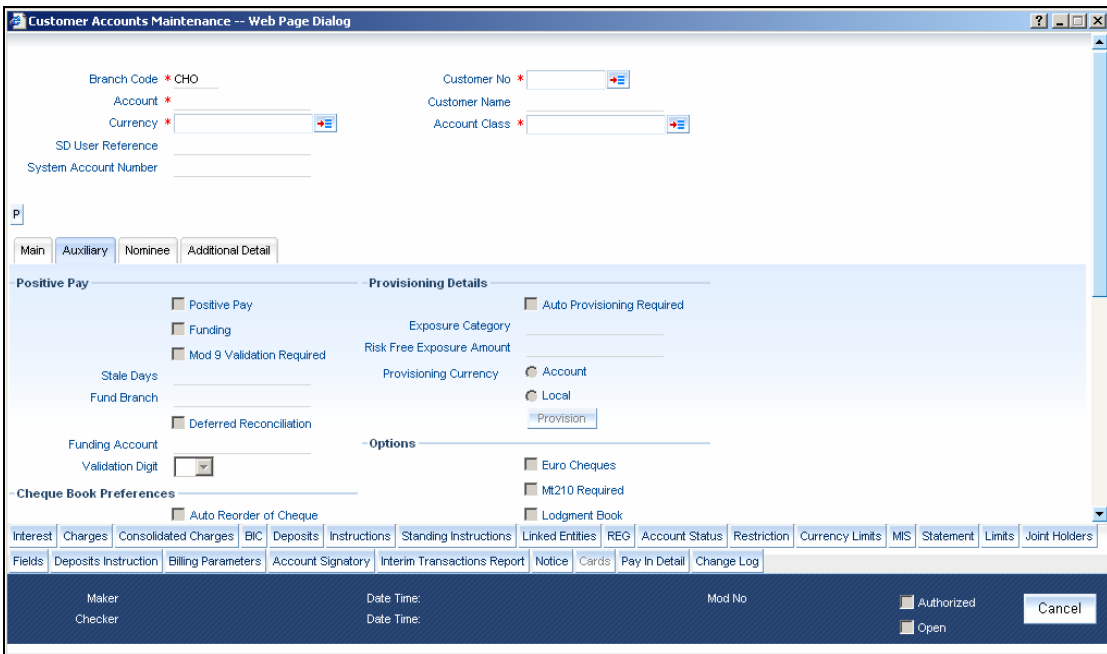 Customer Accounts Maintenance -- Web Page Dialog
Branch Code * CHO
Customer No *
Account *
Customer Name
Currency *
Account Class *
SD User Reference
System Account Number
P
Main Auxiliary Nominee Additional Detail
Positive Pay
Provisioning Details
Positive Pay
Auto Provisioning Required
Funding
Exposure Category
Mod 9 Validation Required
Risk Free Exposure Amount
Stale Days
Provisioning Currency
Account
Fund Branch
Local
Provision
Deferred Reconciliation
Funding Account
Options
Validation Digit
Euro Cheques
Mt210 Required
Cheque Book Preferences
Auto Reorder of Cheque
Lodgment Book
Interest Charges Consolidated Charges BIC Deposits Instructions Standing Instructions Linked Entities REG Account Status Restriction Currency Limits MIS Statement Limits Joint Holders
Fields Deposits Instruction Billing Parameters Account Signatory Interim Transactions Report Notice Cards Pay In Detail Change Log
Maker
Date Time:
Mod No
Authorized
Cancel
Checker
Date Time:
Open